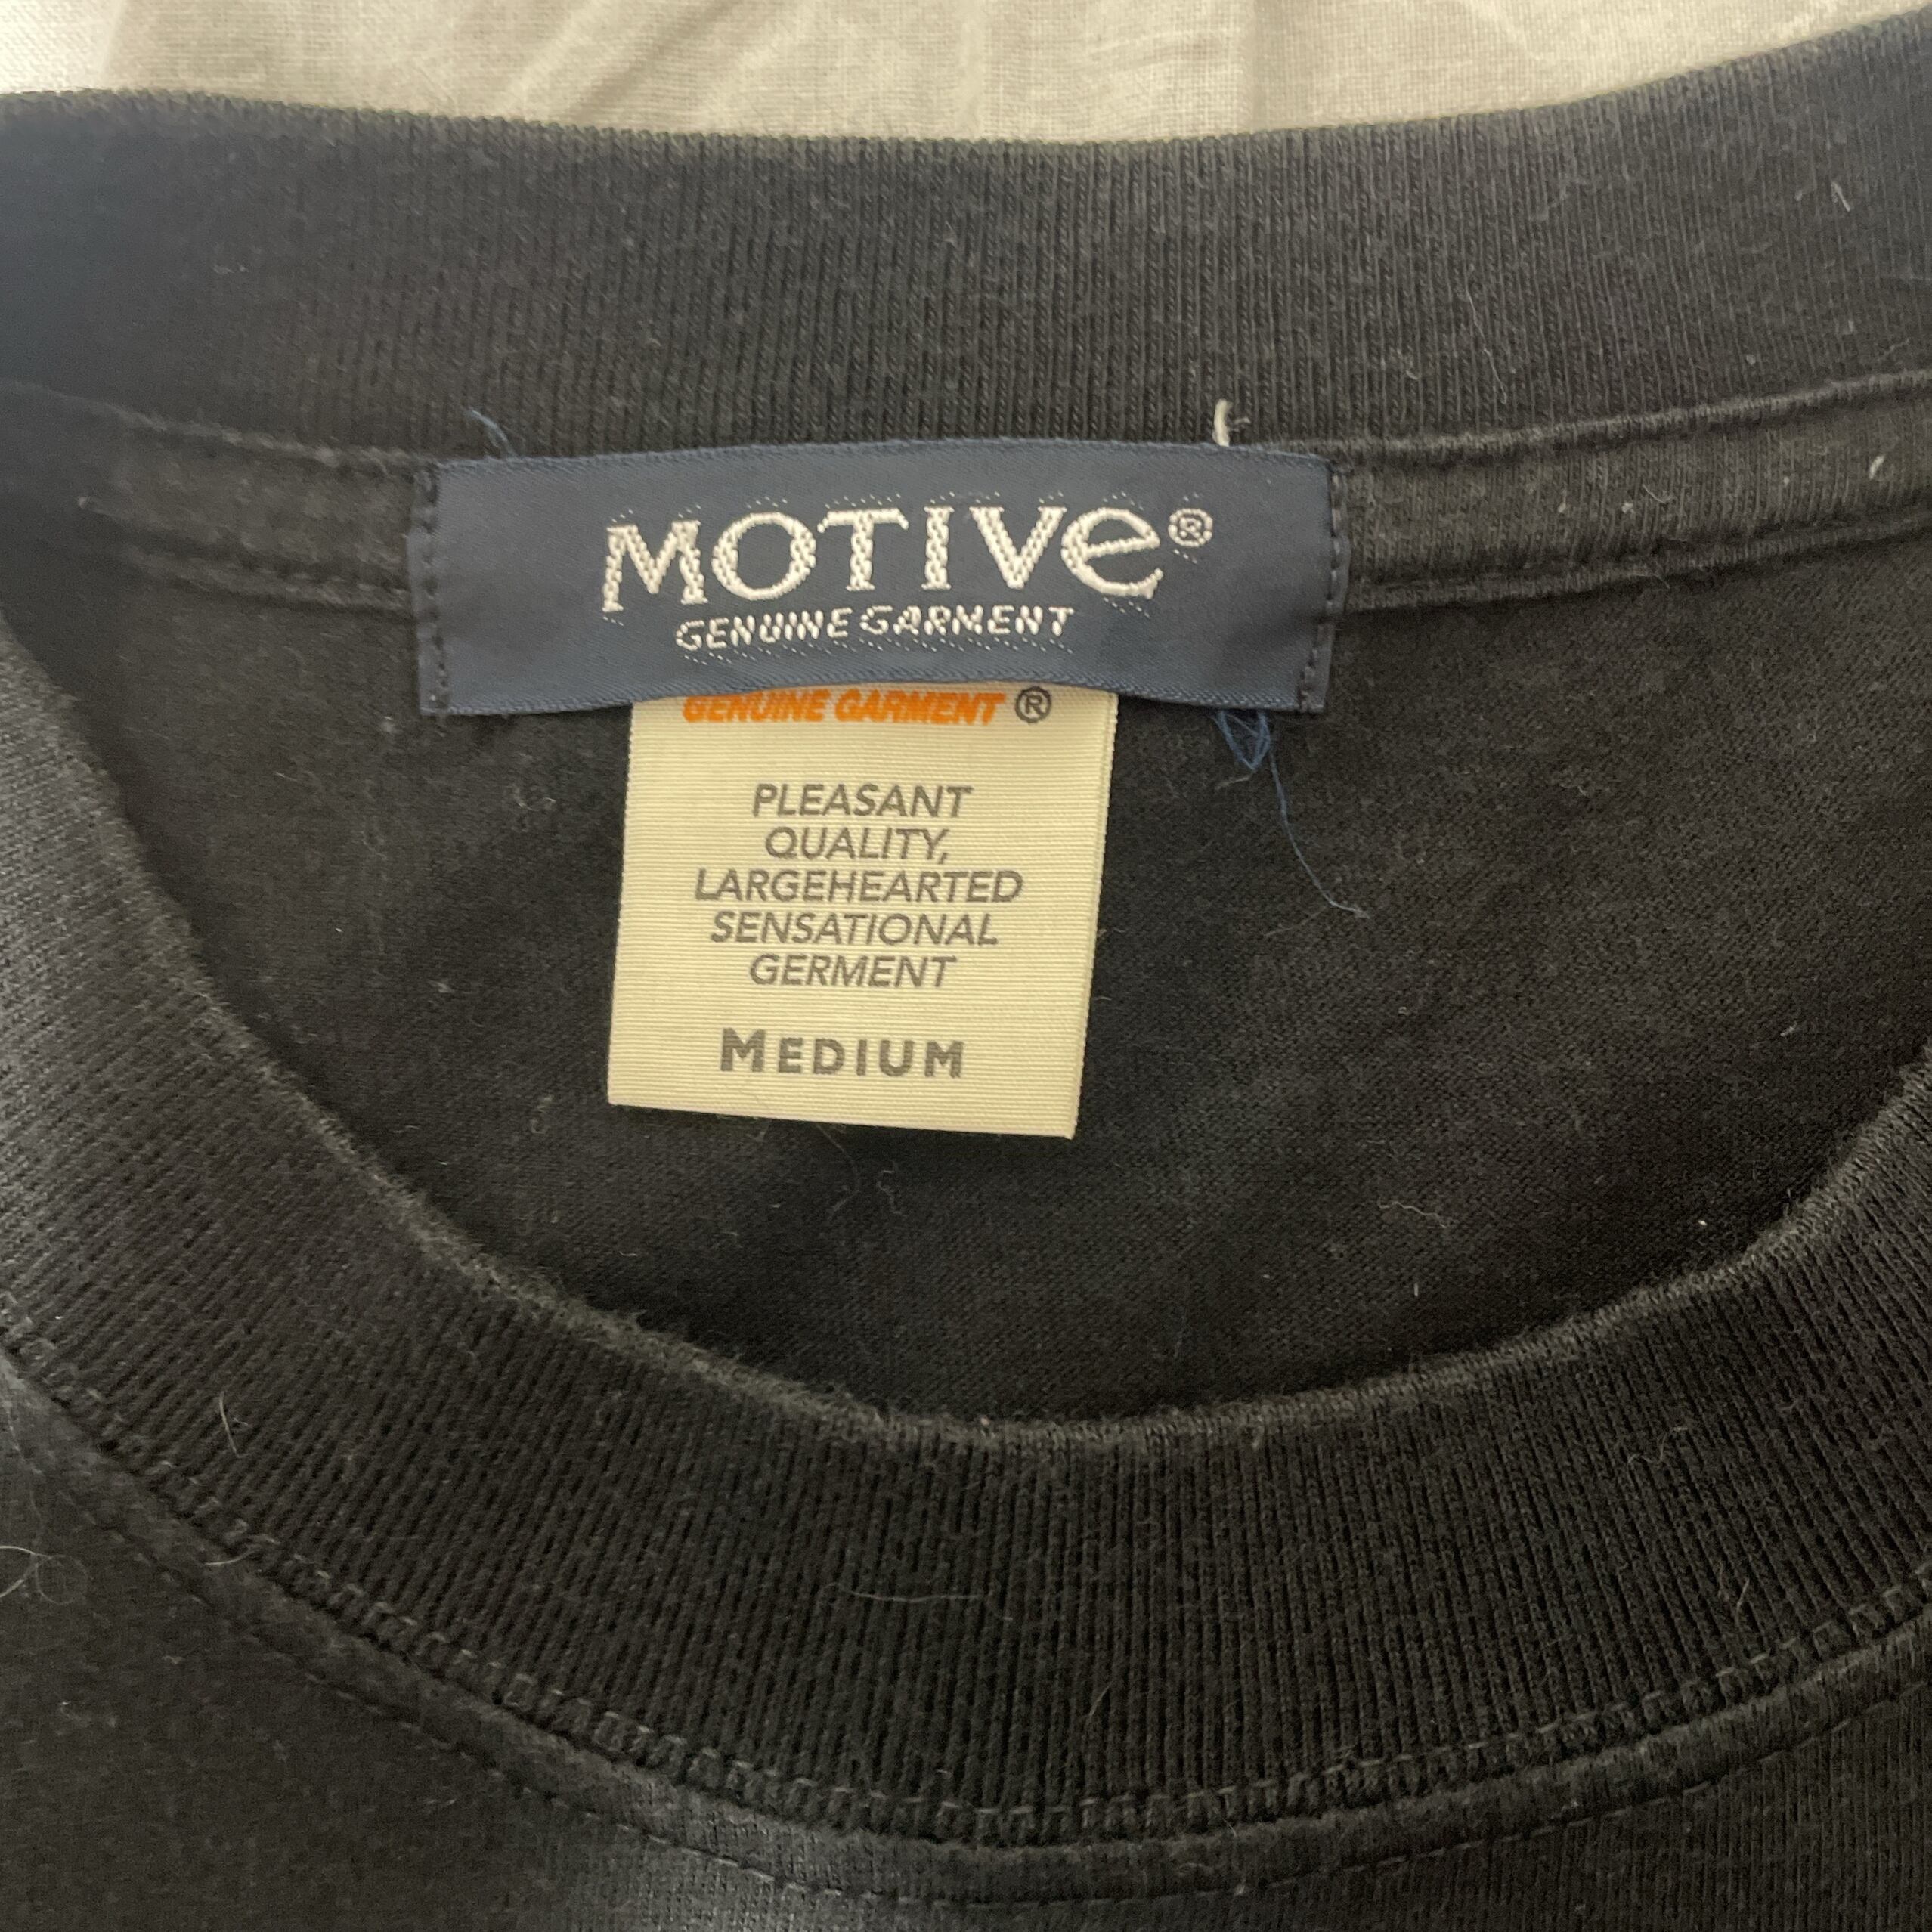 MOTIVe®
GENUINE GARMENT
GENUINE GARMENT ®
PLEASANT
QUALITY,
LARGEHEARTED
SENSATIONAL
GERMENT
MEDIUM